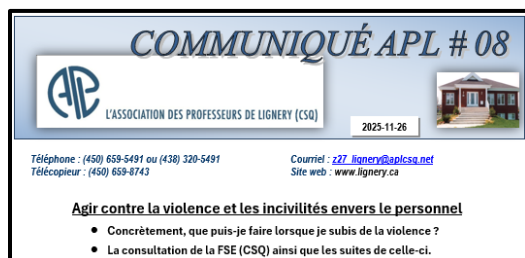 COMMUNIQUÉ APL # 08
APL
L'ASSOCIATION DES PROFESSEURS DE LIGNERY (CSQ)
2025-11-26
Téléphone : (450) 659-5491 ou (438) 320-5491
Courriel : z27_lignery@aplcsq.net
Télécopieur : (450) 659-8743
Site web : www.lignery.ca
Agir contre la violence et les incivilités envers le personnel
• Concrètement, que puis-je faire lorsque je subis de la violence ?
• La consultation de la FSE (CSQ) ainsi que les suites de celle-ci.